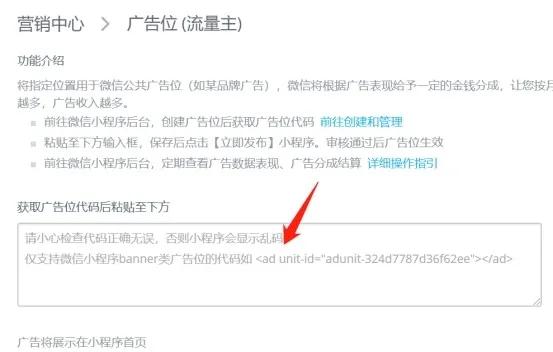 营销中心 > 广告位 (流量主)
功能介绍
将指定位置用于微信公共广告位（如某品牌广告），微信将根据广告表现给予一定的金钱分成，让您按月
越多，广告收入越多。
前往微信小程序后台，创建广告位后获取广告位代码 前往创建和管理
粘贴至下方输入框，保存后点击【立即发布】小程序。审核通过后广告位生效
前往微信小程序后台，定期查看广告数据表现、广告分成结算 详细操作指引
获取广告位代码后粘贴至下方
请小心检查代码正确无误，否则小程序会显示乱码
仅支持微信小程序banner类广告位的代码如 <ad unit-id="adunit-324d7787d36f62ee"></ad>
广告将展示在小程序首页